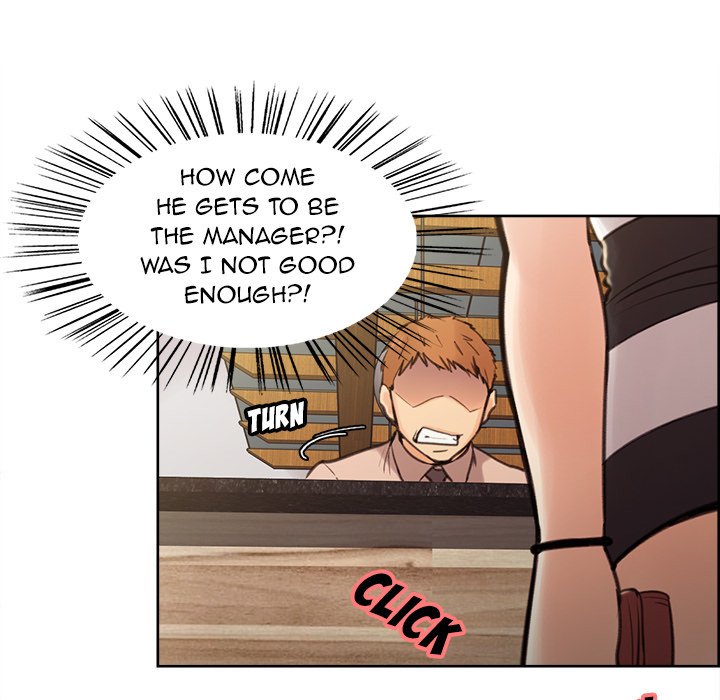 HOW COME
HE GETS TO BE
THE MANAGER?!
WAS I NOT GOOD
ENOUGH?!
TURN
CLICK